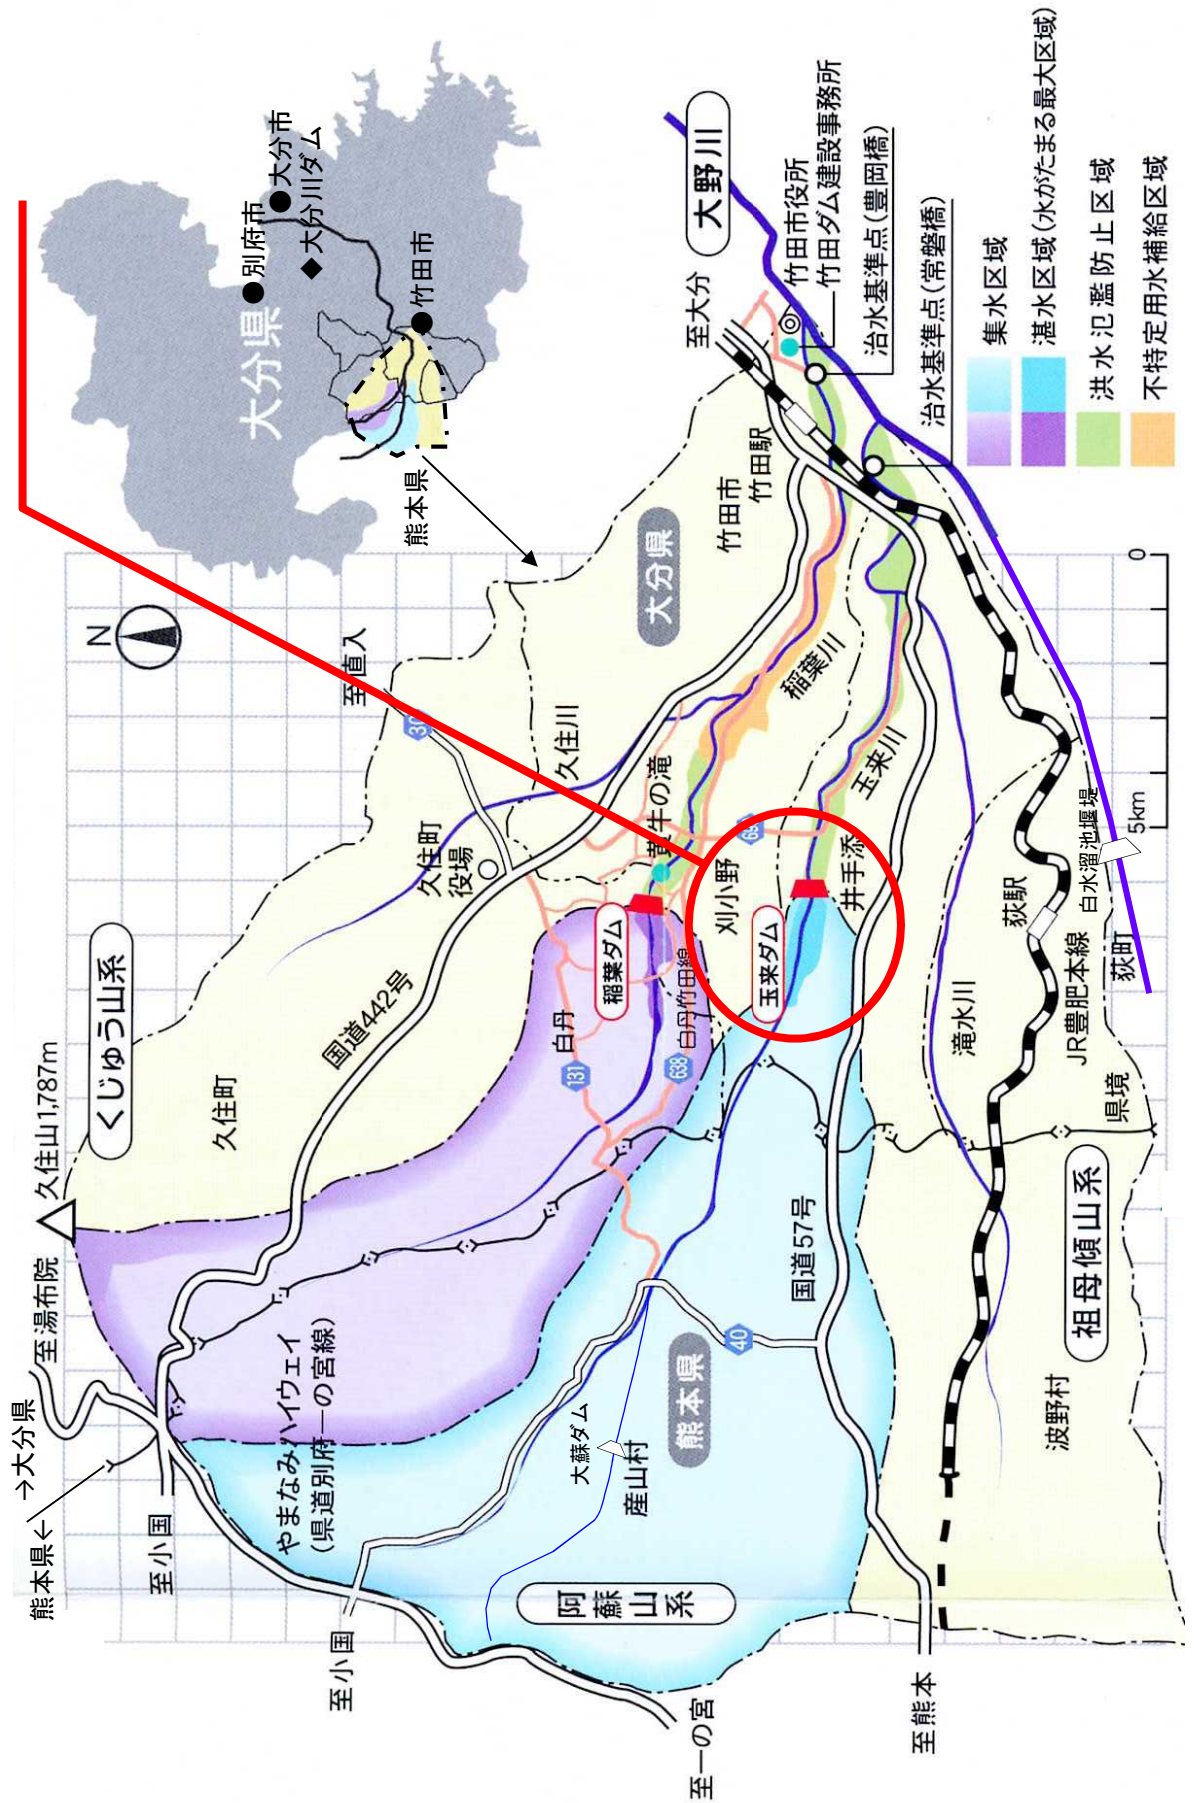 熊本県← →大分県
至湯布院
久住山1,787m
くじゅう山系
至小国
久住町
国道442号
久住町
役場
至直入
30
N
久住川
やまなみハイウェイ
(県道別府一の宮線)
至小国
白丹
131
稲葉ダム
黄牛の滝
638
白丹竹田線
刈小野
69
稲葉川
大分県
竹田市
竹田駅
至大分
大野川
竹田市役所
竹田ダム建設事務所
治水基準点(豊岡橋)
治水基準点(常磐橋)
大蘇ダム
産山村
熊本県
40
阿蘇山系
至一の宮
玉来ダム
井手添
玉来川
国道57号
至熊本
滝水川
荻駅
白水溜池堰堤
JR豊肥本線
荻町
県境
祖母傾山系
波野村
0
5km
大分県
別府市
大分市
大分川ダム
竹田市
熊本県
集水区域
湛水区域(水がたまる最大区域)
洪水氾濫防止区域
不特定用水補給区域